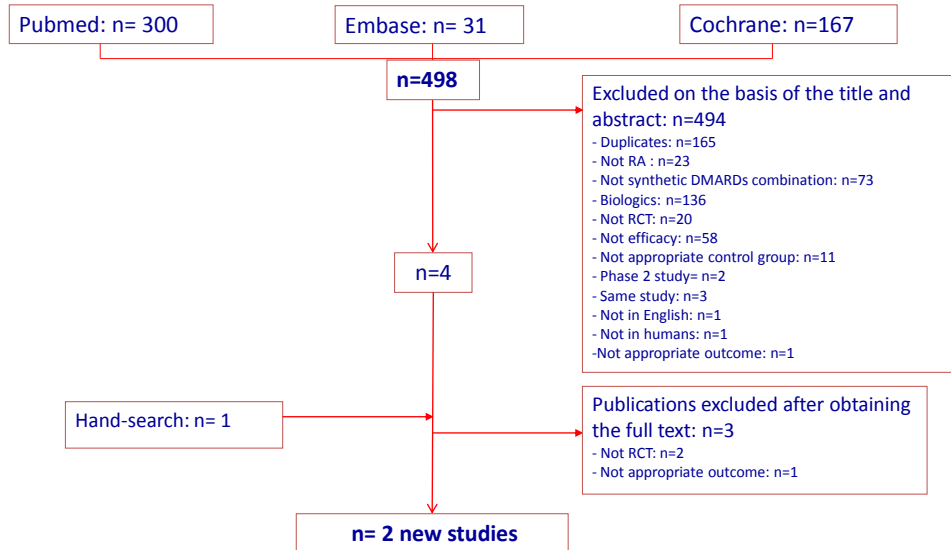 Pubmed: n= 300
Embase: n= 31
Cochrane: n=167
n=498
Excluded on the basis of the title and
abstract: n=494
- Duplicates: n=165
- Not RA : n=23
- Not synthetic DMARDs combination: n=73
- Biologics: n=136
- Not RCT: n=20
- Not efficacy: n=58
- Not appropriate control group: n=11
- Phase 2 study= n=2
- Same study: n=3
- Not in English: n=1
- Not in humans: n=1
-Not appropriate outcome: n=1
n=4
Hand-search: n= 1
Publications excluded after obtaining
the full text: n=3
- Not RCT: n=2
- Not appropriate outcome: n=1
n= 2 new studies